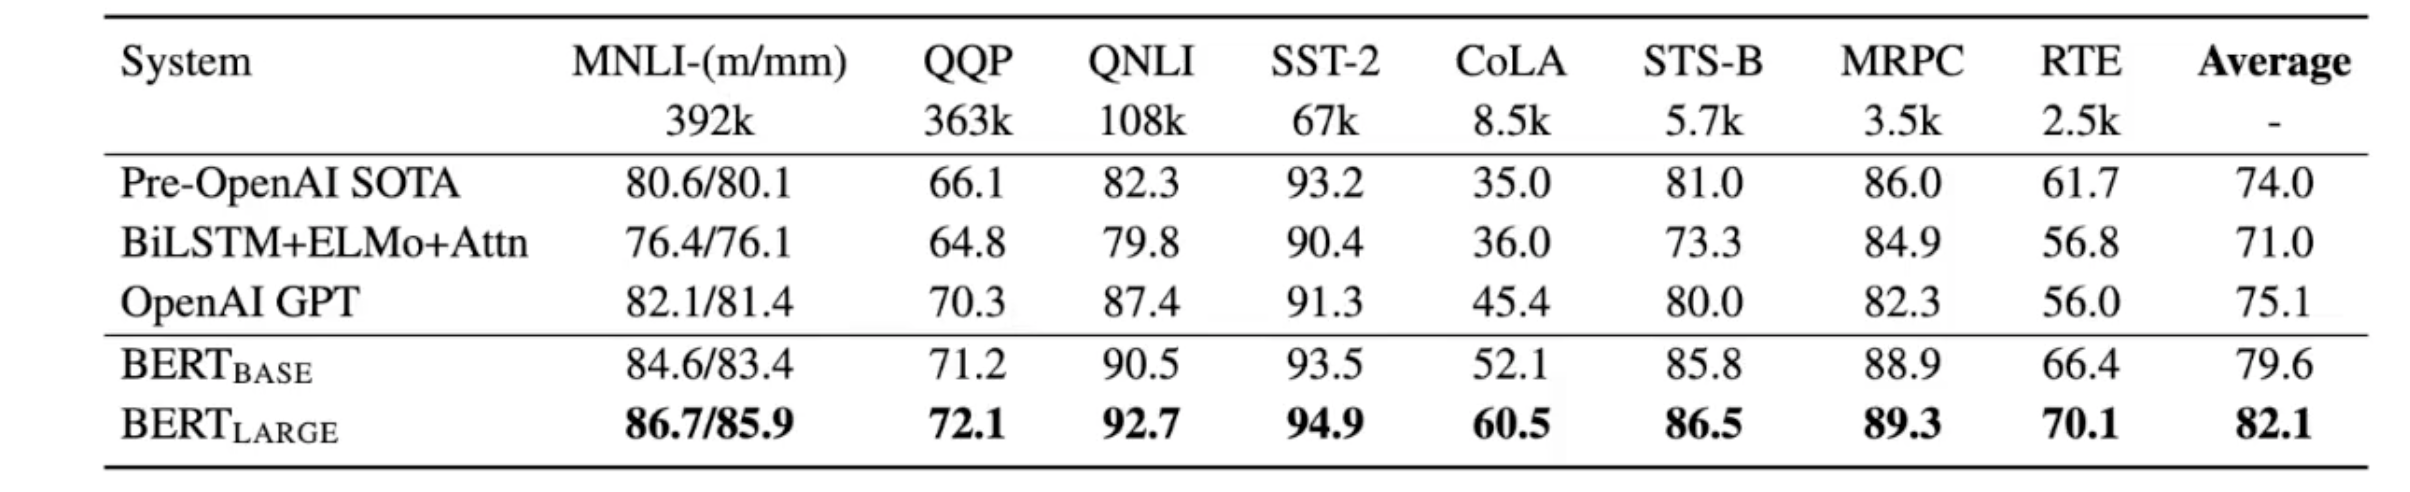 System MNLI-(m/mm) QQP QNLI SST-2 CoLA STS-B MRPC RTE Average
392k 363k 108k 67k 8.5k 5.7k 3.5k 2.5k -
Pre-OpenAI SOTA 80.6/80.1 66.1 82.3 93.2 35.0 81.0 86.0 61.7 74.0
BiLSTM+ELMo+Attn 76.4/76.1 64.8 79.8 90.4 36.0 73.3 84.9 56.8 71.0
OpenAI GPT 82.1/81.4 70.3 87.4 91.3 45.4 80.0 82.3 56.0 75.1
BERTBASE 84.6/83.4 71.2 90.5 93.5 52.1 85.8 88.9 66.4 79.6
BERTLARGE 86.7/85.9 72.1 92.7 94.9 60.5 86.5 89.3 70.1 82.1